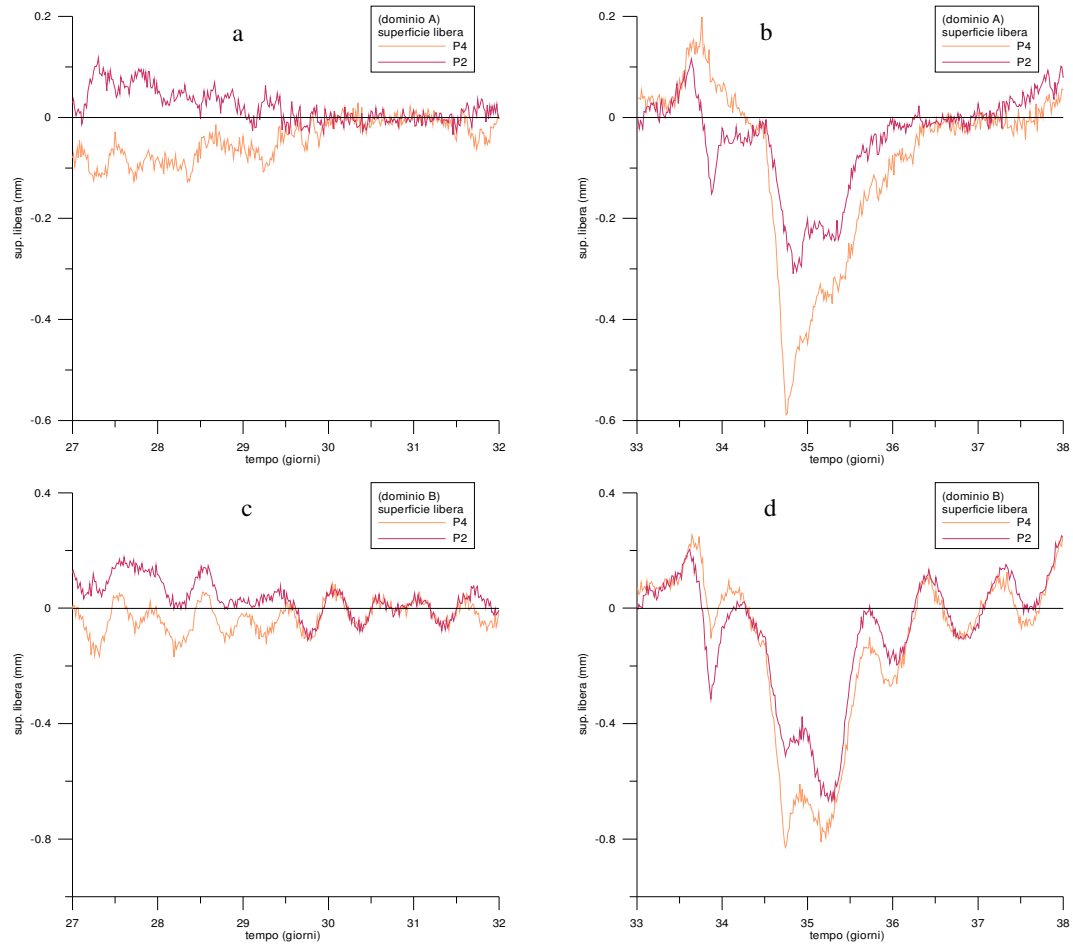 a
(dominio A)
superficie libera
P4
P2
sup. libera (mm)
0.2
0
-0.2
-0.4
-0.6
27 28 29 30 31 32
tempo (giorni)
b
(dominio A)
superficie libera
P4
P2
sup. libera (mm)
0.2
0
-0.2
-0.4
-0.6
33 34 35 36 37 38
tempo (giorni)
c
(dominio B)
superficie libera
P4
P2
sup. libera (mm)
0.4
0
-0.4
-0.8
27 28 29 30 31 32
tempo (giorni)
d
(dominio B)
superficie libera
P4
P2
sup. libera (mm)
0.4
0
-0.4
-0.8
33 34 35 36 37 38
tempo (giorni)